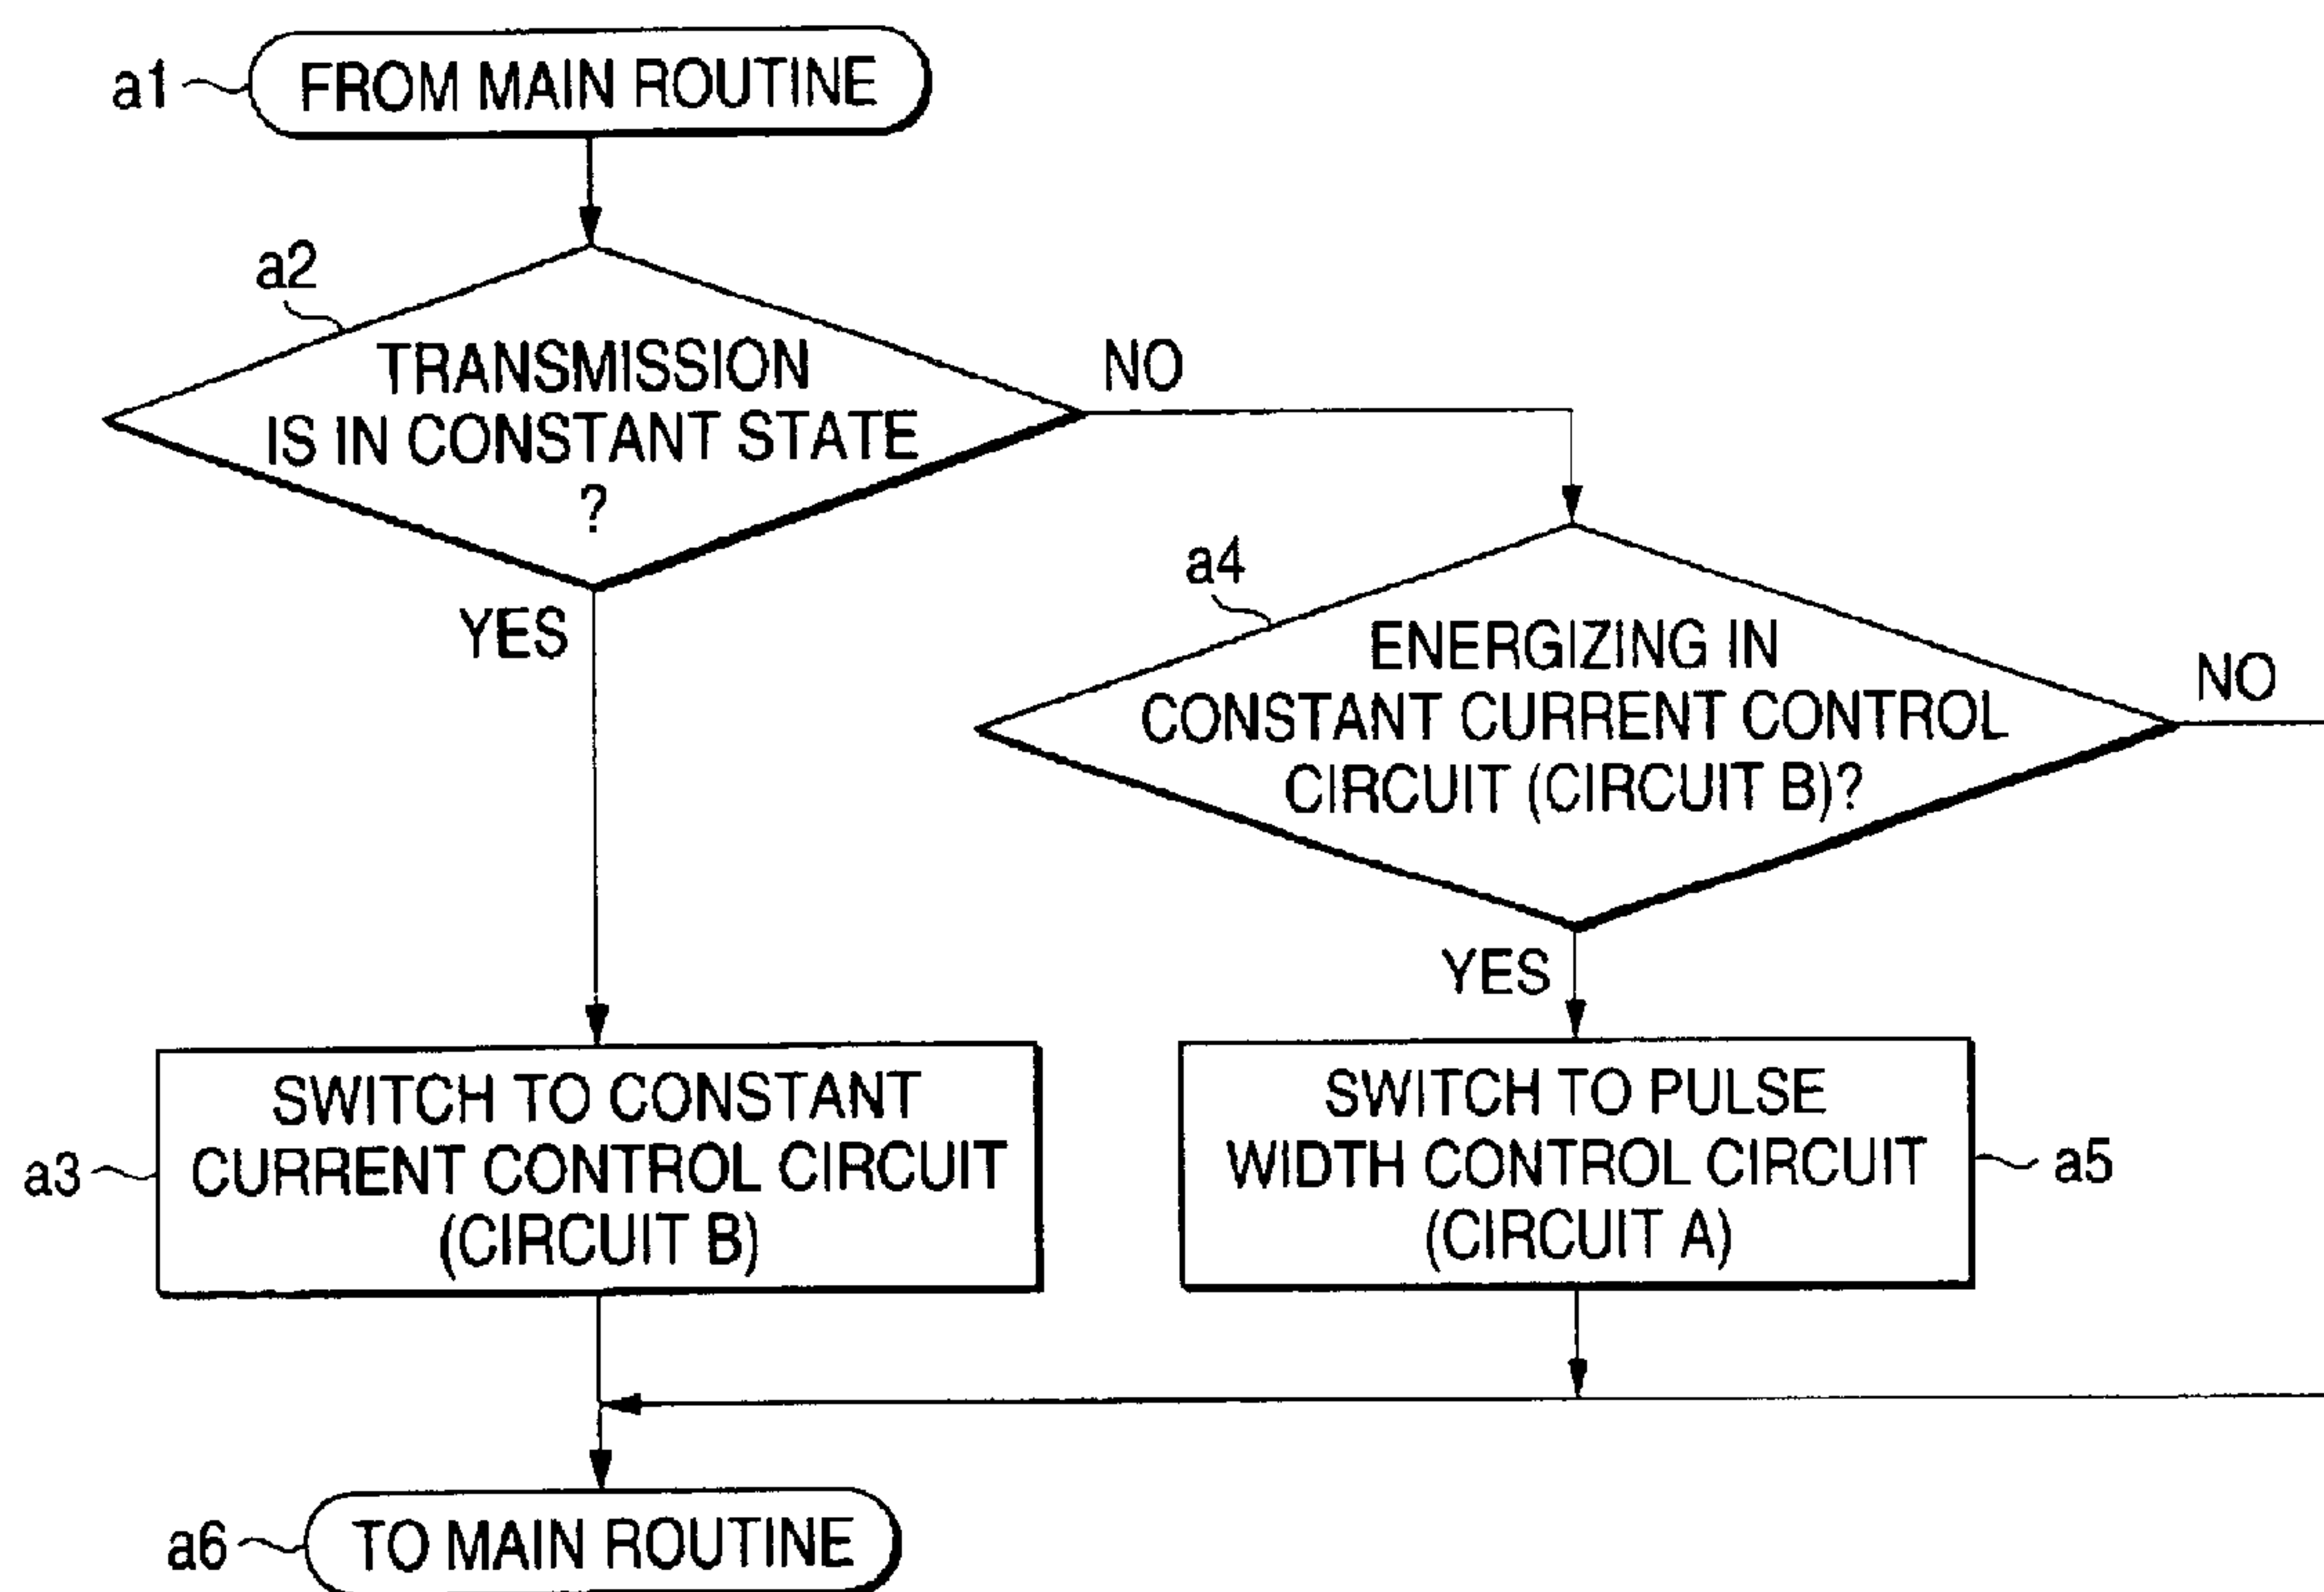 a1
FROM MAIN ROUTINE
a2
TRANSMISSION
IS IN CONSTANT STATE
?
NO
YES
a4
ENERGIZING IN
CONSTANT CURRENT CONTROL
CIRCUIT (CIRCUIT B)?
NO
YES
a3
SWITCH TO CONSTANT
CURRENT CONTROL CIRCUIT
(CIRCUIT B)
SWITCH TO PULSE
WIDTH CONTROL CIRCUIT
(CIRCUIT A)
a5
a6
TO MAIN ROUTINE